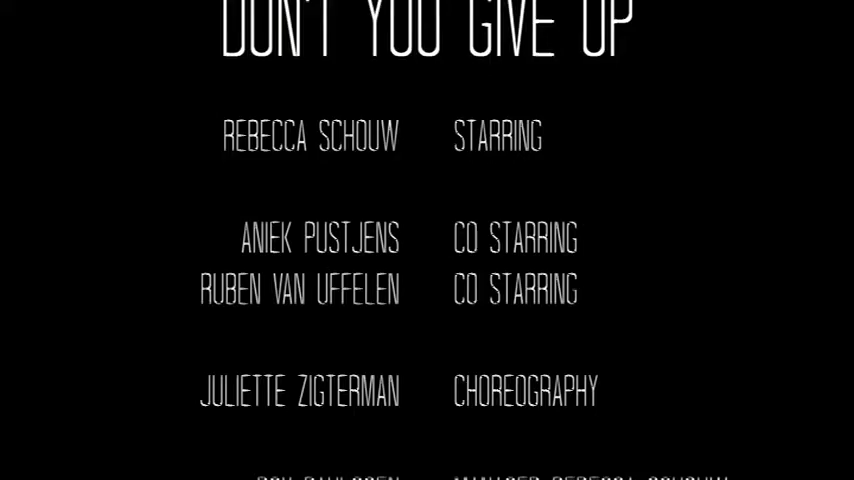 DON'T YOU GIVE UP
REBECCA SCHOUW STARRING
ANIEK PUSTJENS CO STARRING
RUBEN VAN UFFELEN CO STARRING
JULIETTE ZIGTERMAN CHOREOGRAPHY